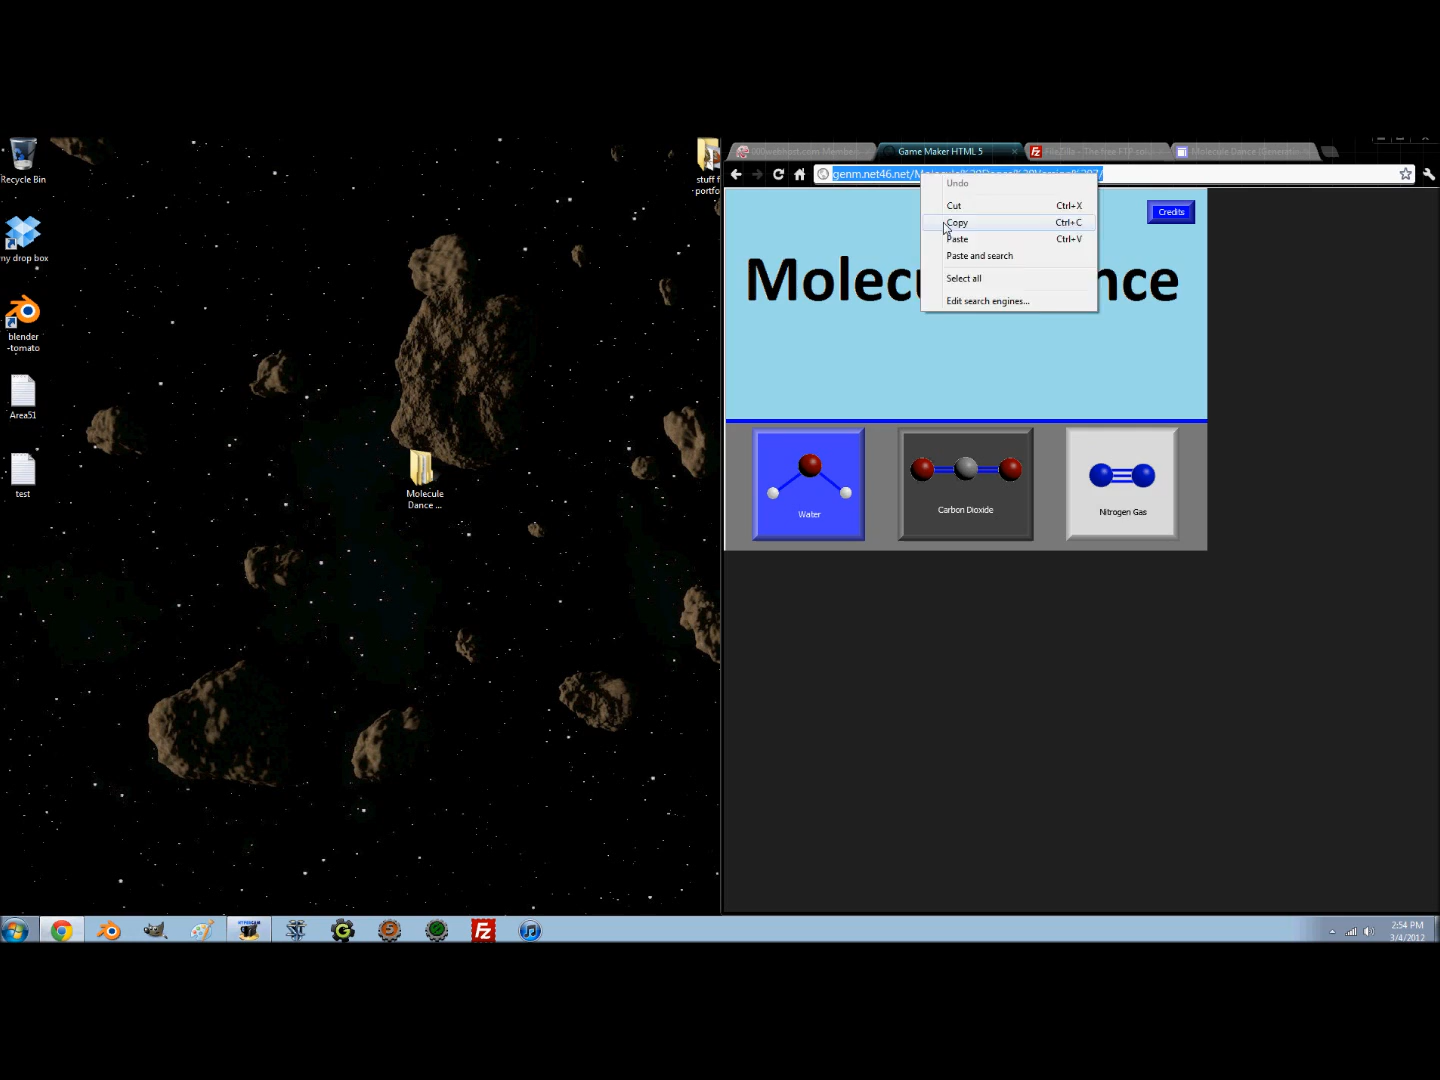 Recycle Bin
my drop box
blender
-tomato
Area51
test
Molecule
Dance ...
stuff f
portfo
Game Maker HTML 5
genm.net46.net/
Undo
Cut Ctrl+X
Copy Ctrl+C
Paste Ctrl+V
Paste and search
Select all
Edit search engines...
Credits
Molec nce
Water
Carbon Dioxide
Nitrogen Gas
2:54 PM
3/4/2012